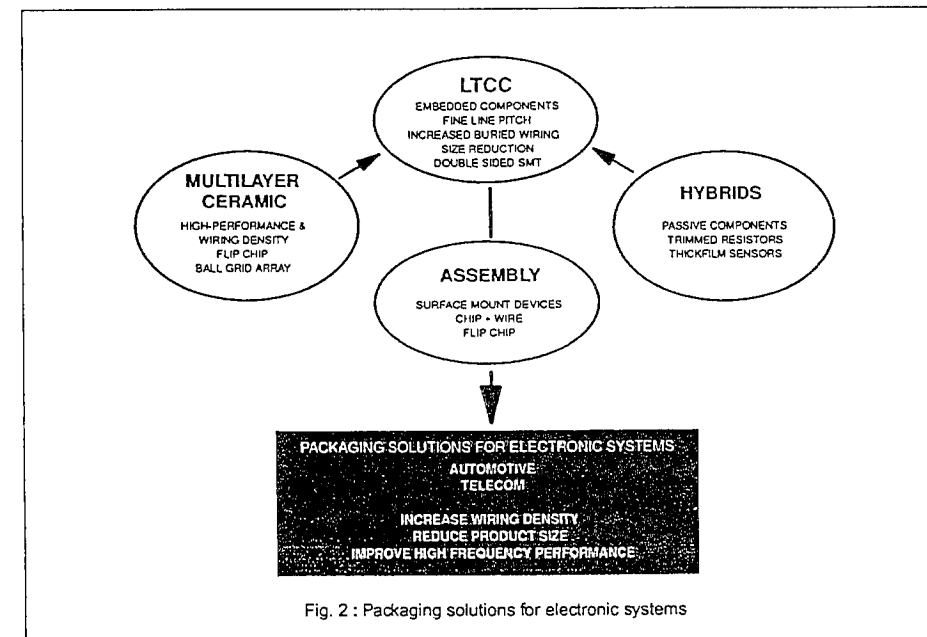 LTCC
EMBEDDED COMPONENTS
FINE LINE PITCH
INCREASED BURIED WIRING
SIZE REDUCTION
DOUBLE SIDED SMT
MULTILAYER
CERAMIC
HIGH-PERFORMANCE &
WIRING DENSITY
FLIP CHIP
BALL GRID ARRAY
HYBRIDS
PASSIVE COMPONENTS
TRIMMED RESISTORS
THICKFILM SENSORS
ASSEMBLY
SURFACE MOUNT DEVICES
CHIP + WIRE
FLIP CHIP
PACKAGING SOLUTIONS FOR ELECTRONIC SYSTEMS
AUTOMOTIVE
TELECOM
INCREASE WIRING DENSITY
REDUCE PRODUCT SIZE
IMPROVE HIGH FREQUENCY PERFORMANCE
Fig. 2 : Packaging solutions for electronic systems